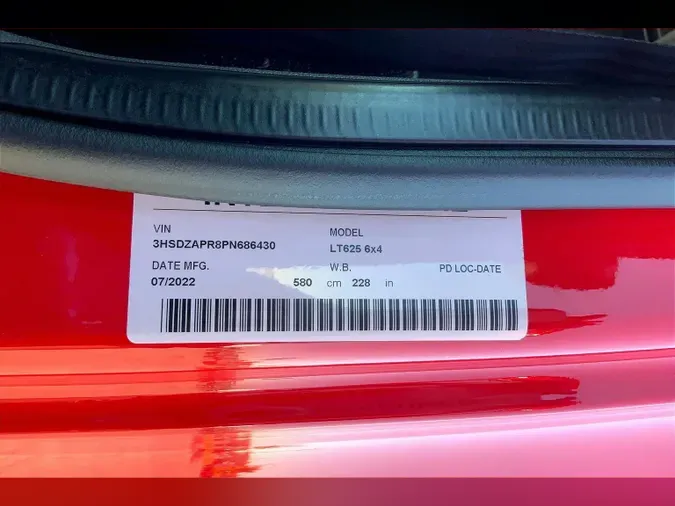 VIN MODEL
3HSDZAPR8PN686430 LT625 6x4
DATE MFG. W.B. PD LOC-DATE
07/2022 580 cm 228 in